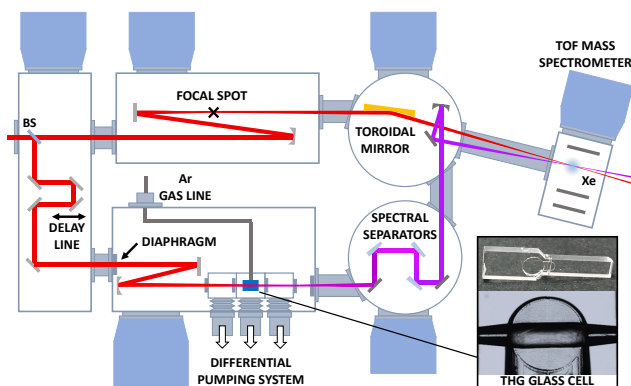 TOF MASS
SPECTROMETER
BS
FOCAL SPOT
TOROIDAL
MIRROR
Xe
Ar
GAS LINE
DELAY
LINE
DIAPHRAGM
SPECTRAL
SEPARATORS
DIFFERENTIAL
PUMPING SYSTEM
THG GLASS CELL